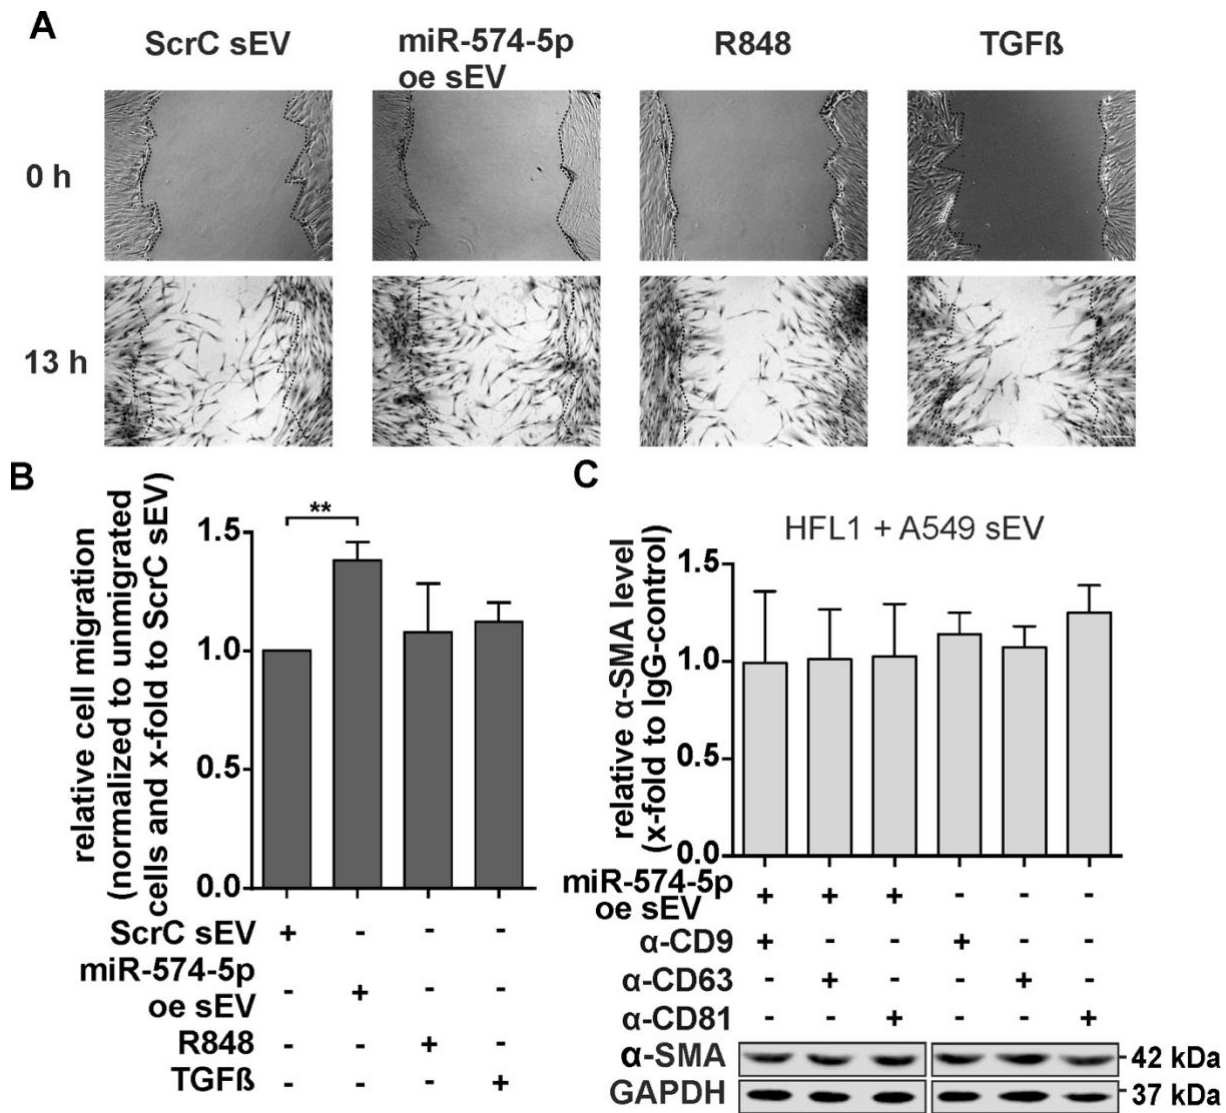 A
ScrC sEV
miR-574-5p
oe sEV
R848
TGFß
0 h
13 h
B
relative cell migration
(normalized to unmigrated
cells and x-fold to ScrC sEV)
**
1.5
1.0
0.5
0.0
ScrC sEV + - - -
miR-574-5p
oe sEV - + - -
R848 - - + -
TGFß - - - +
C
HFL1 + A549 sEV
relative α-SMA level
(x-fold to IgG-control)
1.5
1.0
0.5
0.0
miR-574-5p
oe sEV + + + - - -
α-CD9 + - - + - -
α-CD63 - + - - + -
α-CD81 - - + - - +
α-SMA 42 kDa
GAPDH 37 kDa